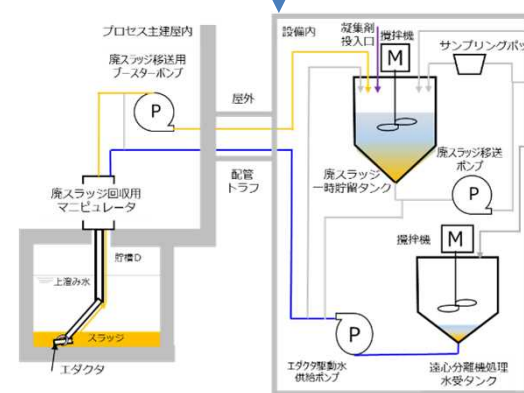 プロセス主建屋内
廃スラッジ移送用
ブースターポンプ
P
屋外
配管
トラフ
廃スラッジ回収用
マニピュレータ
貯槽D
上澄み水
スラッジ
エダクタ
設備内
凝集剤
投入口
攪拌機
M
サンプリングポッ
廃スラッジ
一時貯留タンク
廃スラッジ移送
ポンプ
P
攪拌機
M
P
エダクタ駆動水
供給ポンプ
遠心分離機処理
水受タンク